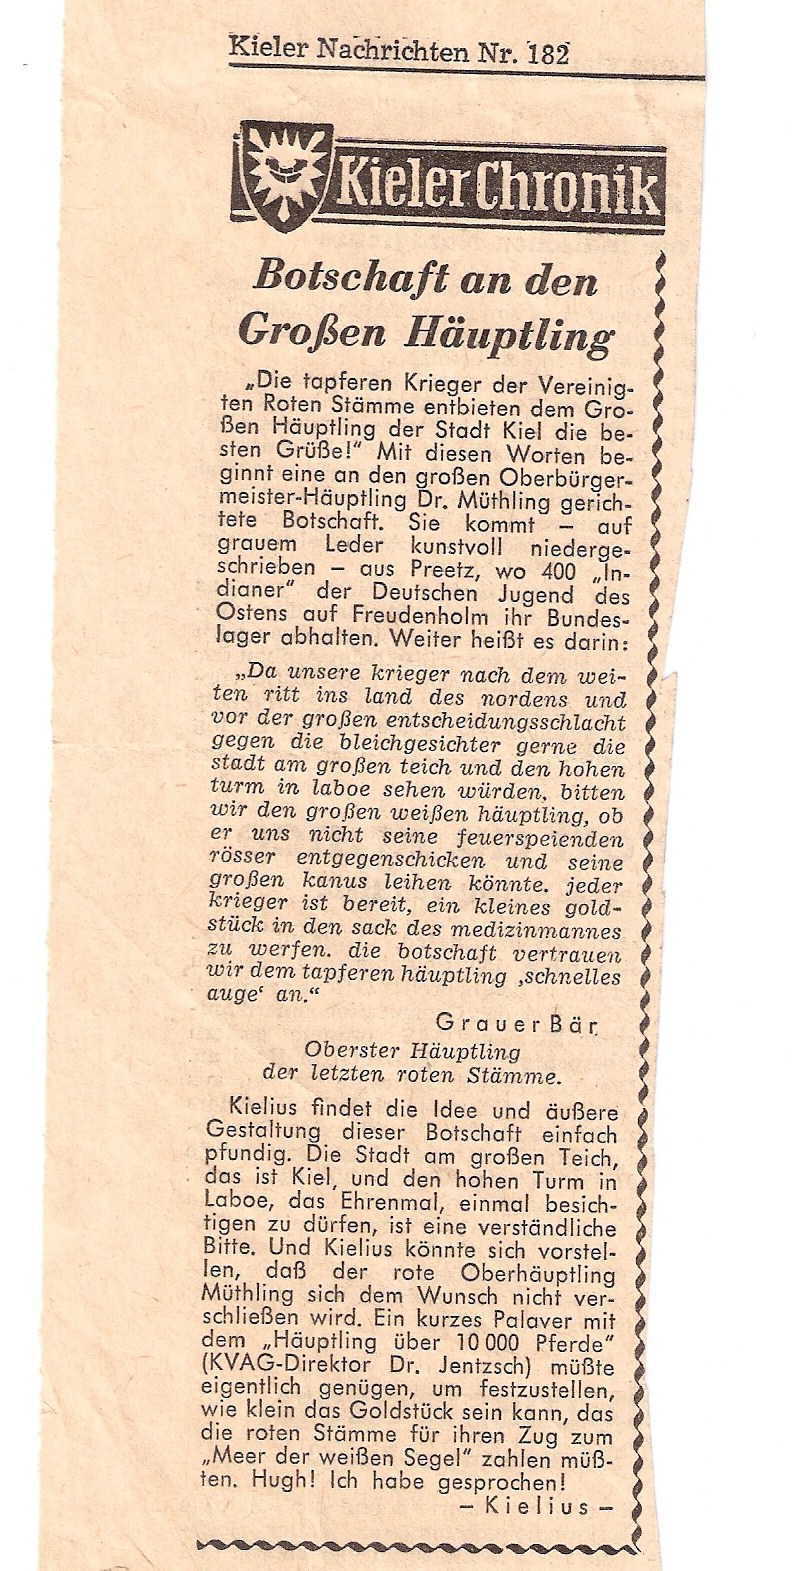 Kieler Nachrichten Nr. 182
Kieler Chronik
Botschaft an den
Großen Häuptling
„Die tapferen Krieger der Vereinig-
ten Roten Stämme entbieten dem Gro-
ßen Häuptling der Stadt Kiel die be-
sten Grüße!“ Mit diesen Worten be-
ginnt eine an den großen Oberbürger-
meister-Häuptling Dr. Müthling gerich-
tete Botschaft. Sie kommt – auf
grauem Leder kunstvoll niederge-
schrieben – aus Preetz, wo 400 „In-
dianer“ der Deutschen Jugend des
Ostens auf Freudenholm ihr Bundes-
lager abhalten. Weiter heißt es darin:
„Da unsere krieger nach dem wei-
ten ritt ins land des nordens und
vor der großen entscheidungsschlacht
gegen die bleichgesichter gerne die
stadt am großen teich und den hohen
turm in laboe sehen würden, bitten
wir den großen weißen häuptling, ob
er uns nicht seine feuerspeienden
rösser entgegenschicken und seine
großen kanus leihen könnte. jeder
krieger ist bereit, ein kleines gold-
stück in den sack des medizinmannes
zu werfen. die botschaft vertrauen
wir dem tapferen häuptling ‚schnelles
auge‘ an.“
Grauer Bär,
Oberster Häuptling
der letzten roten Stämme.
Kielius findet die Idee und äußere
Gestaltung dieser Botschaft einfach
pfundig. Die Stadt am großen Teich,
das ist Kiel, und den hohen Turm in
Laboe, das Ehrenmal, einmal besich-
tigen zu dürfen, ist eine verständliche
Bitte. Und Kielius könnte sich vorstel-
len, daß der rote Oberhäuptling
Müthling sich dem Wunsch nicht ver-
schließen wird. Ein kurzes Palaver mit
dem „Häuptling über 10 000 Pferde“
(KVAG-Direktor Dr. Jentzsch) müßte
eigentlich genügen, um festzustellen,
wie klein das Goldstück sein kann, das
die roten Stämme für ihren Zug zum
„Meer der weißen Segel“ zahlen müß-
ten. Hugh! Ich habe gesprochen!
– Kielius –